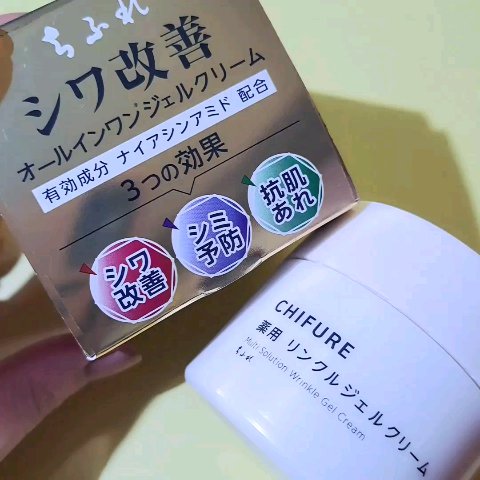 ちふれ
シワ改善
オールインワンジェルクリーム
有効成分 ナイアシンアミド 配合
3つの効果
シワ
改善
シミ
予防
抗肌
あれ
CHIFURE
薬用 リンクルジェルクリーム
Multi Solution Wrinkle Gel Cream
ちふれ